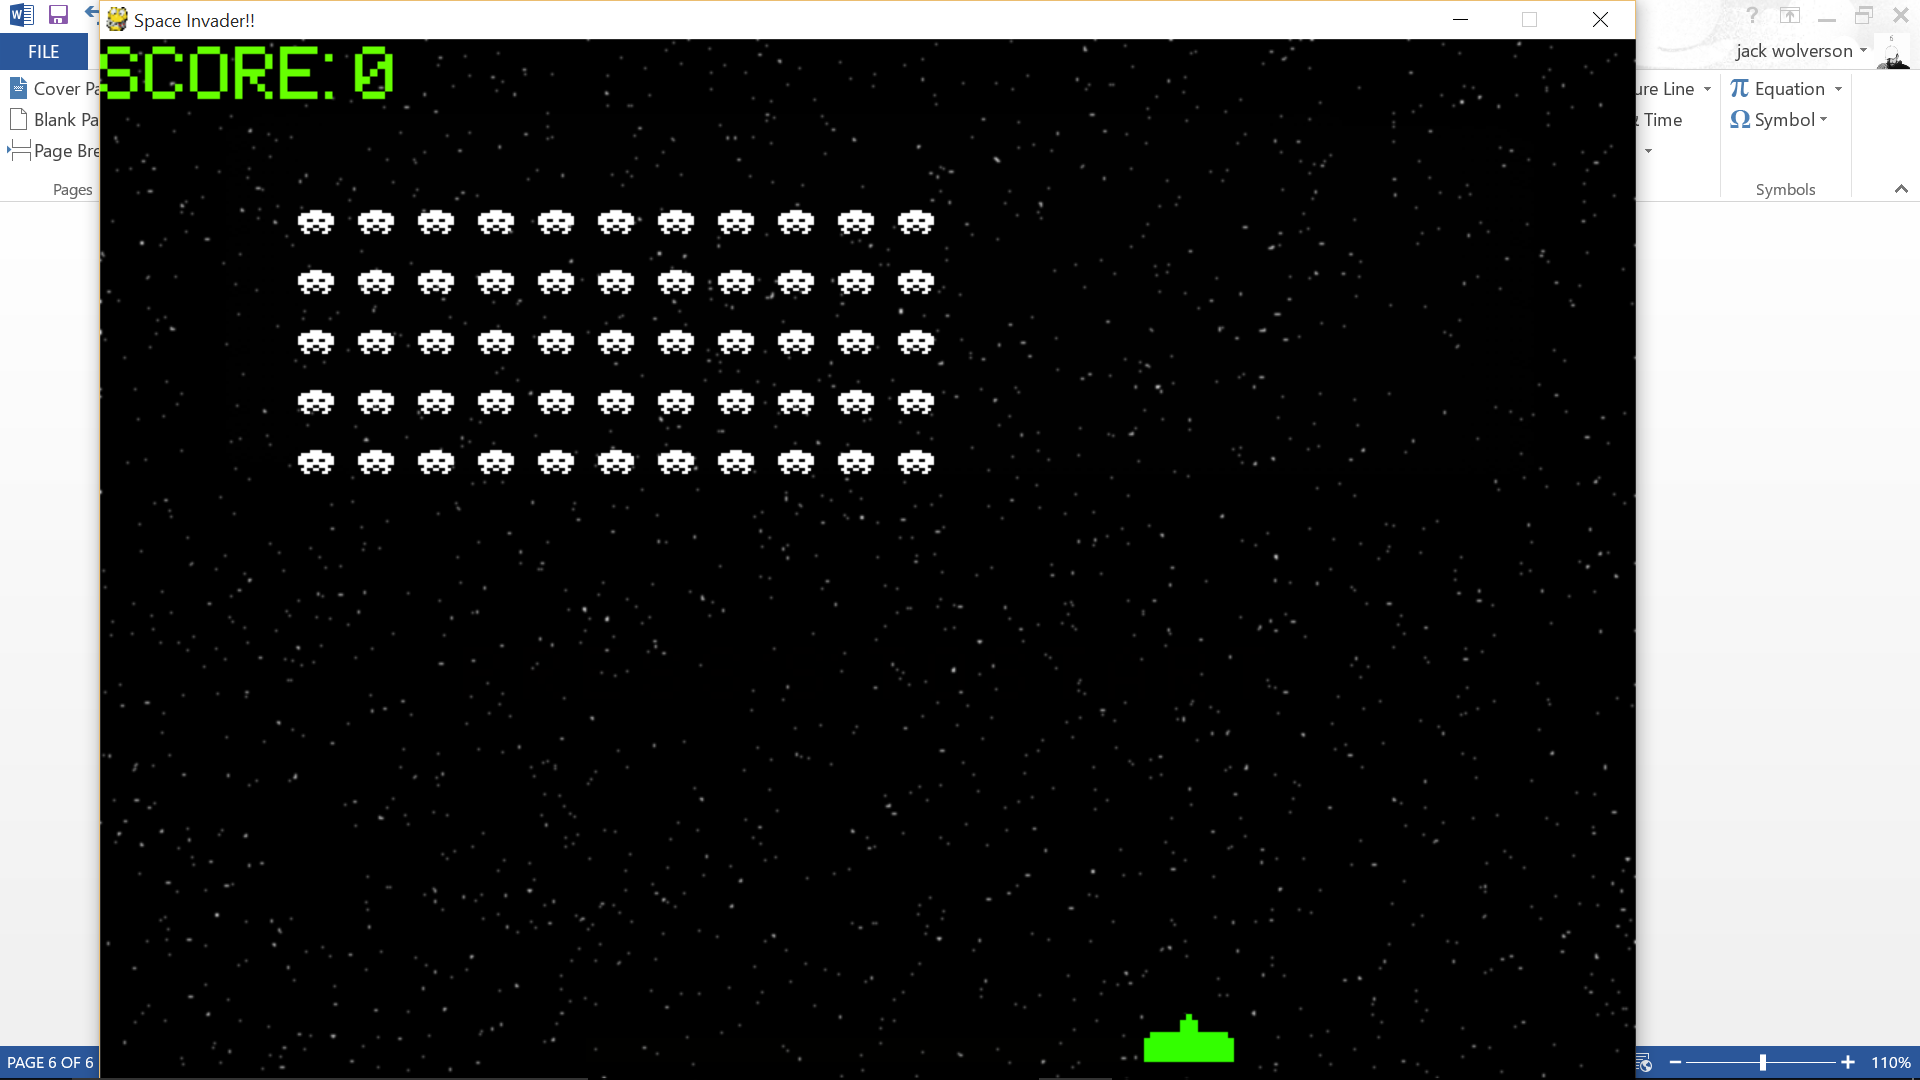 Space Invader!!
FILE
jack wolverson
SCORE:0
Cover Pa
ure Line
Equation
Blank Pa
& Time
Symbol
Page Bre
Pages
Symbols
PAGE 6 OF 6
110%